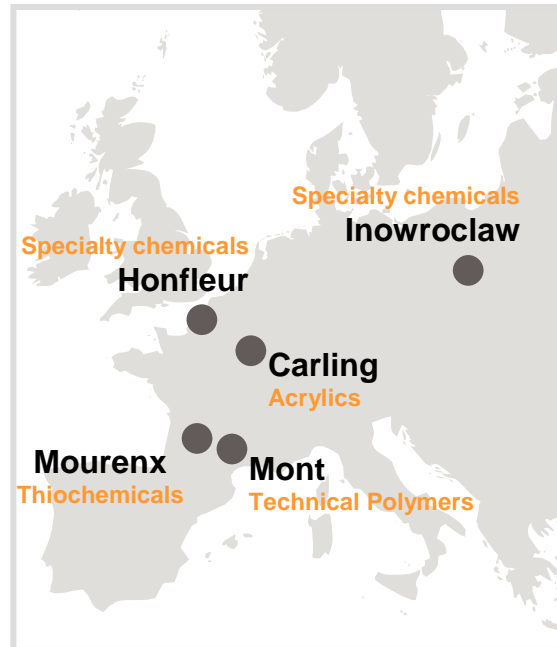 Specialty chemicals
Inowroclaw
Specialty chemicals
Honfleur
Carling
Acrylics
Mourenx
Thiochemicals
Mont
Technical Polymers